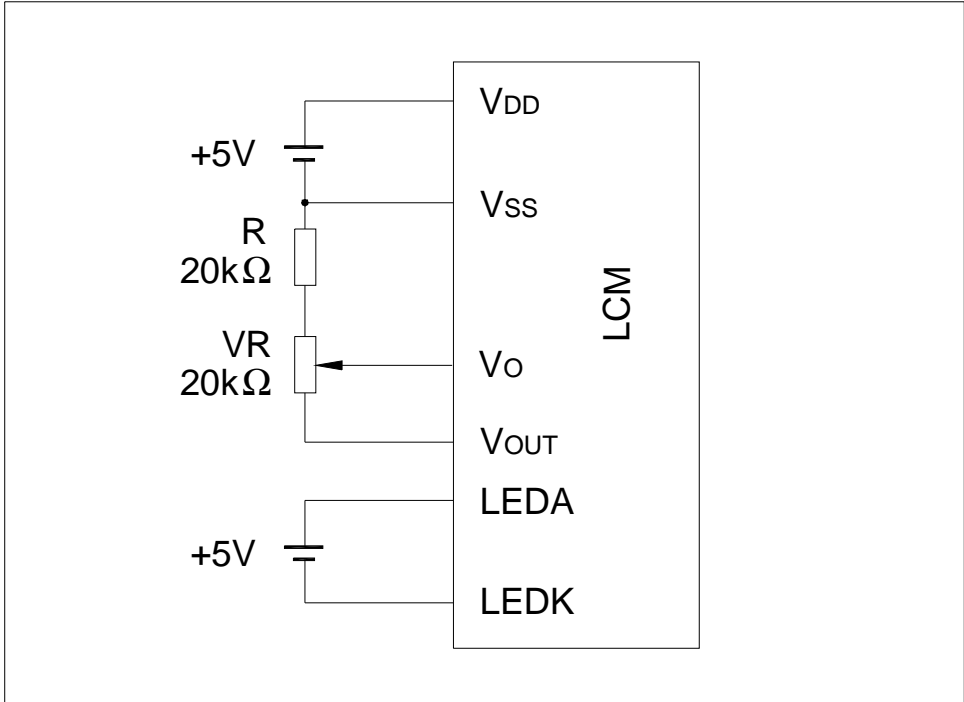 VDD
+5V
VSS
R
20kΩ
LCM
VR
20kΩ
VO
VOUT
LEDA
+5V
LEDK